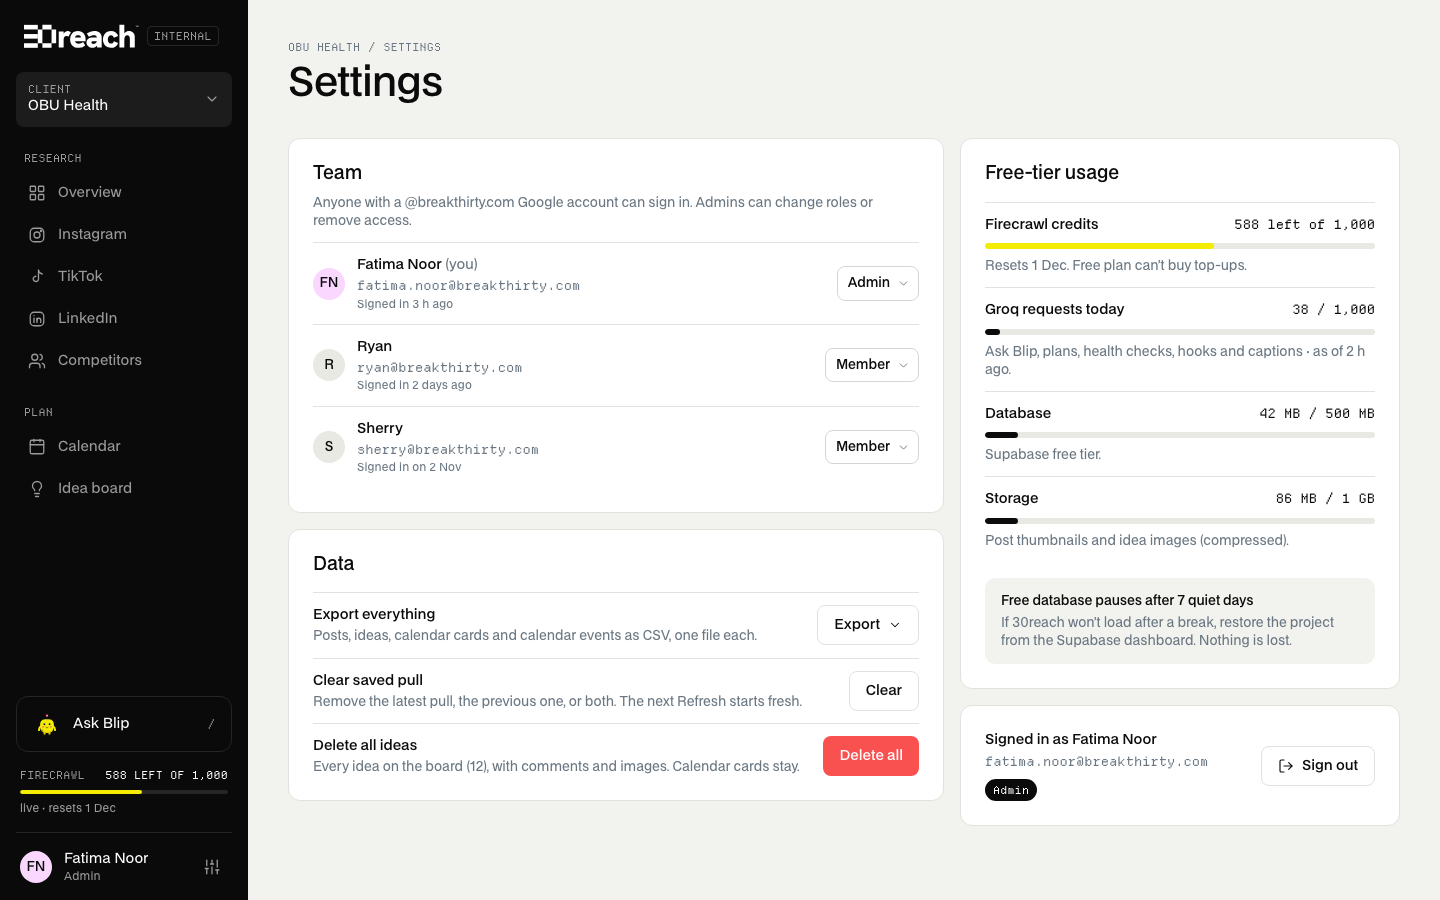 30reach INTERNAL
CLIENT
OBU Health
RESEARCH
Overview
Instagram
TikTok
LinkedIn
Competitors
PLAN
Calendar
Idea board
Ask Blip /
FIRECRAWL 588 LEFT OF 1,000
live · resets 1 Dec
FN Fatima Noor
Admin
OBU HEALTH / SETTINGS
Settings
Team
Anyone with a @breakthirty.com Google account can sign in. Admins can change roles or
remove access.
FN Fatima Noor (you)
fatima.noor@breakthirty.com
Signed in 3 h ago
Admin
R Ryan
ryan@breakthirty.com
Signed in 2 days ago
Member
S Sherry
sherry@breakthirty.com
Signed in on 2 Nov
Member
Data
Export everything
Posts, ideas, calendar cards and calendar events as CSV, one file each.
Export
Clear saved pull
Remove the latest pull, the previous one, or both. The next Refresh starts fresh.
Clear
Delete all ideas
Every idea on the board (12), with comments and images. Calendar cards stay.
Delete all
Free-tier usage
Firecrawl credits 588 left of 1,000
Resets 1 Dec. Free plan can't buy top-ups.
Groq requests today 38 / 1,000
Ask Blip, plans, health checks, hooks and captions · as of 2 h
ago.
Database 42 MB / 500 MB
Supabase free tier.
Storage 86 MB / 1 GB
Post thumbnails and idea images (compressed).
Free database pauses after 7 quiet days
If 30reach won't load after a break, restore the project
from the Supabase dashboard. Nothing is lost.
Signed in as Fatima Noor
fatima.noor@breakthirty.com
Admin
Sign out